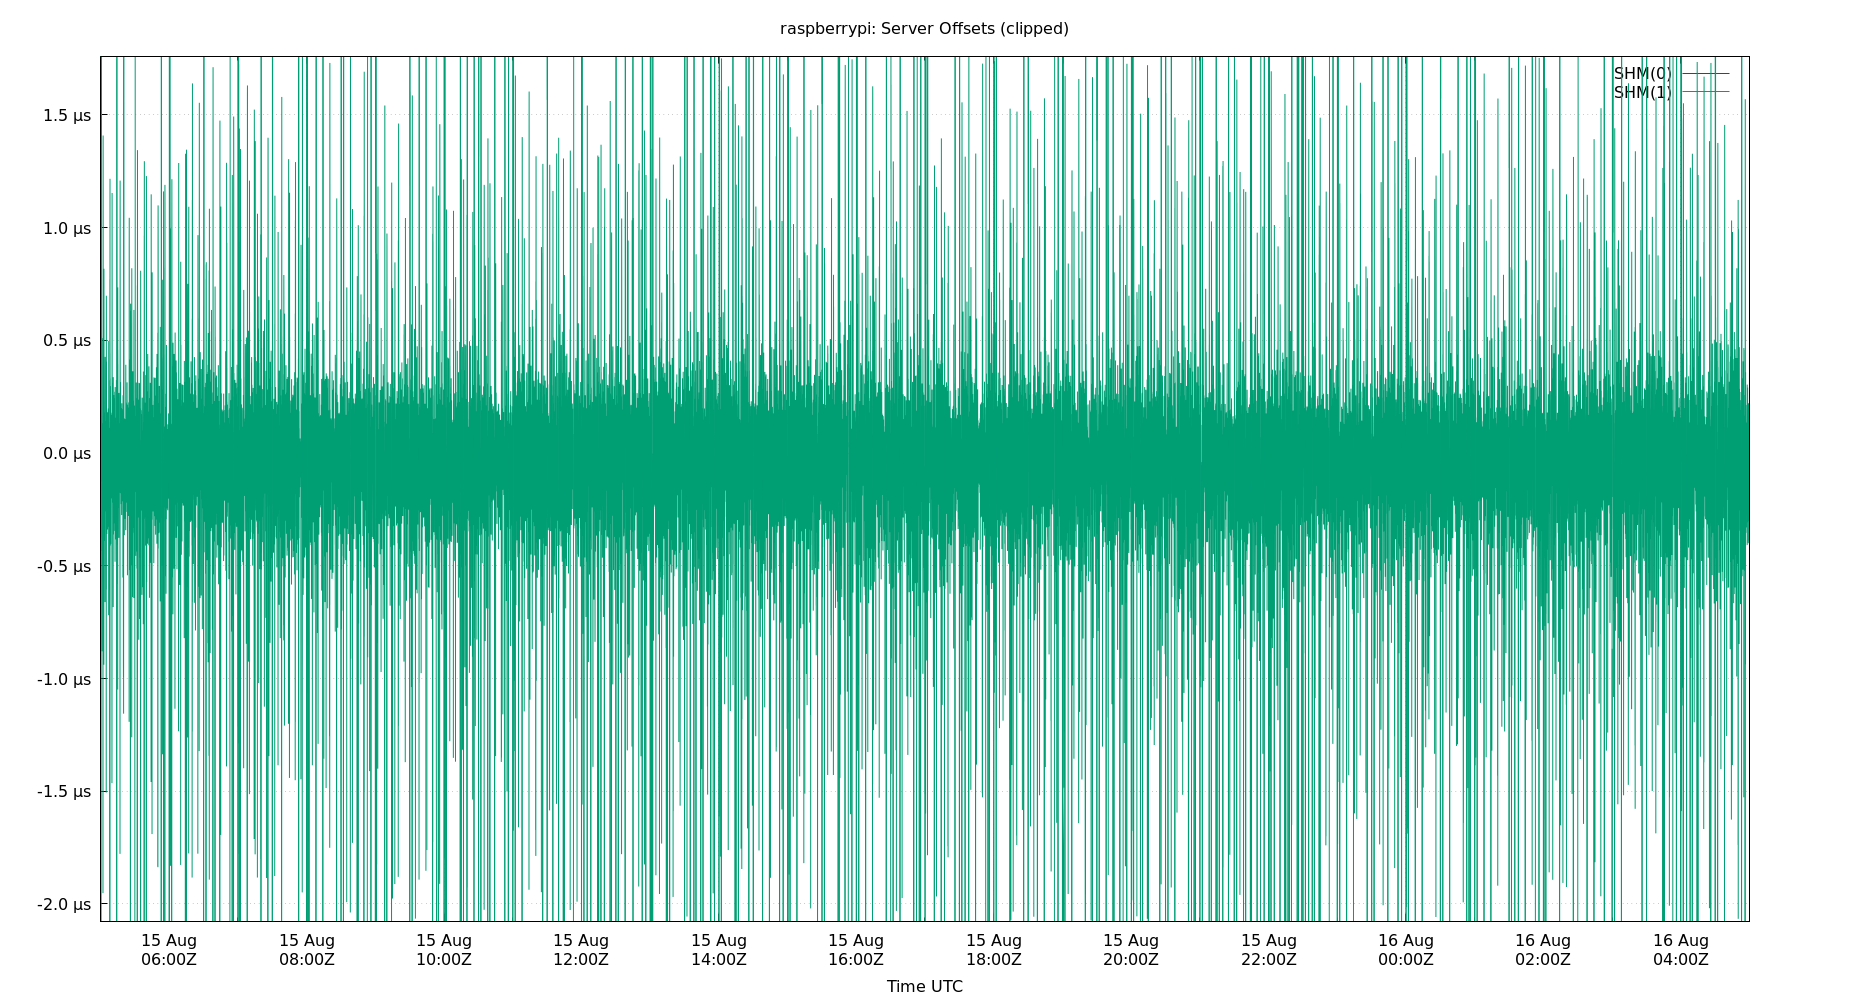 raspberrypi: Server Offsets (clipped)
SHM(0)
SHM(1)
1.5 µs
1.0 µs
0.5 µs
0.0 µs
-0.5 µs
-1.0 µs
-1.5 µs
-2.0 µs
15 Aug 15 Aug 15 Aug 15 Aug 15 Aug 15 Aug 15 Aug 15 Aug 15 Aug 16 Aug 16 Aug 16 Aug
06:00Z 08:00Z 10:00Z 12:00Z 14:00Z 16:00Z 18:00Z 20:00Z 22:00Z 00:00Z 02:00Z 04:00Z
Time UTC